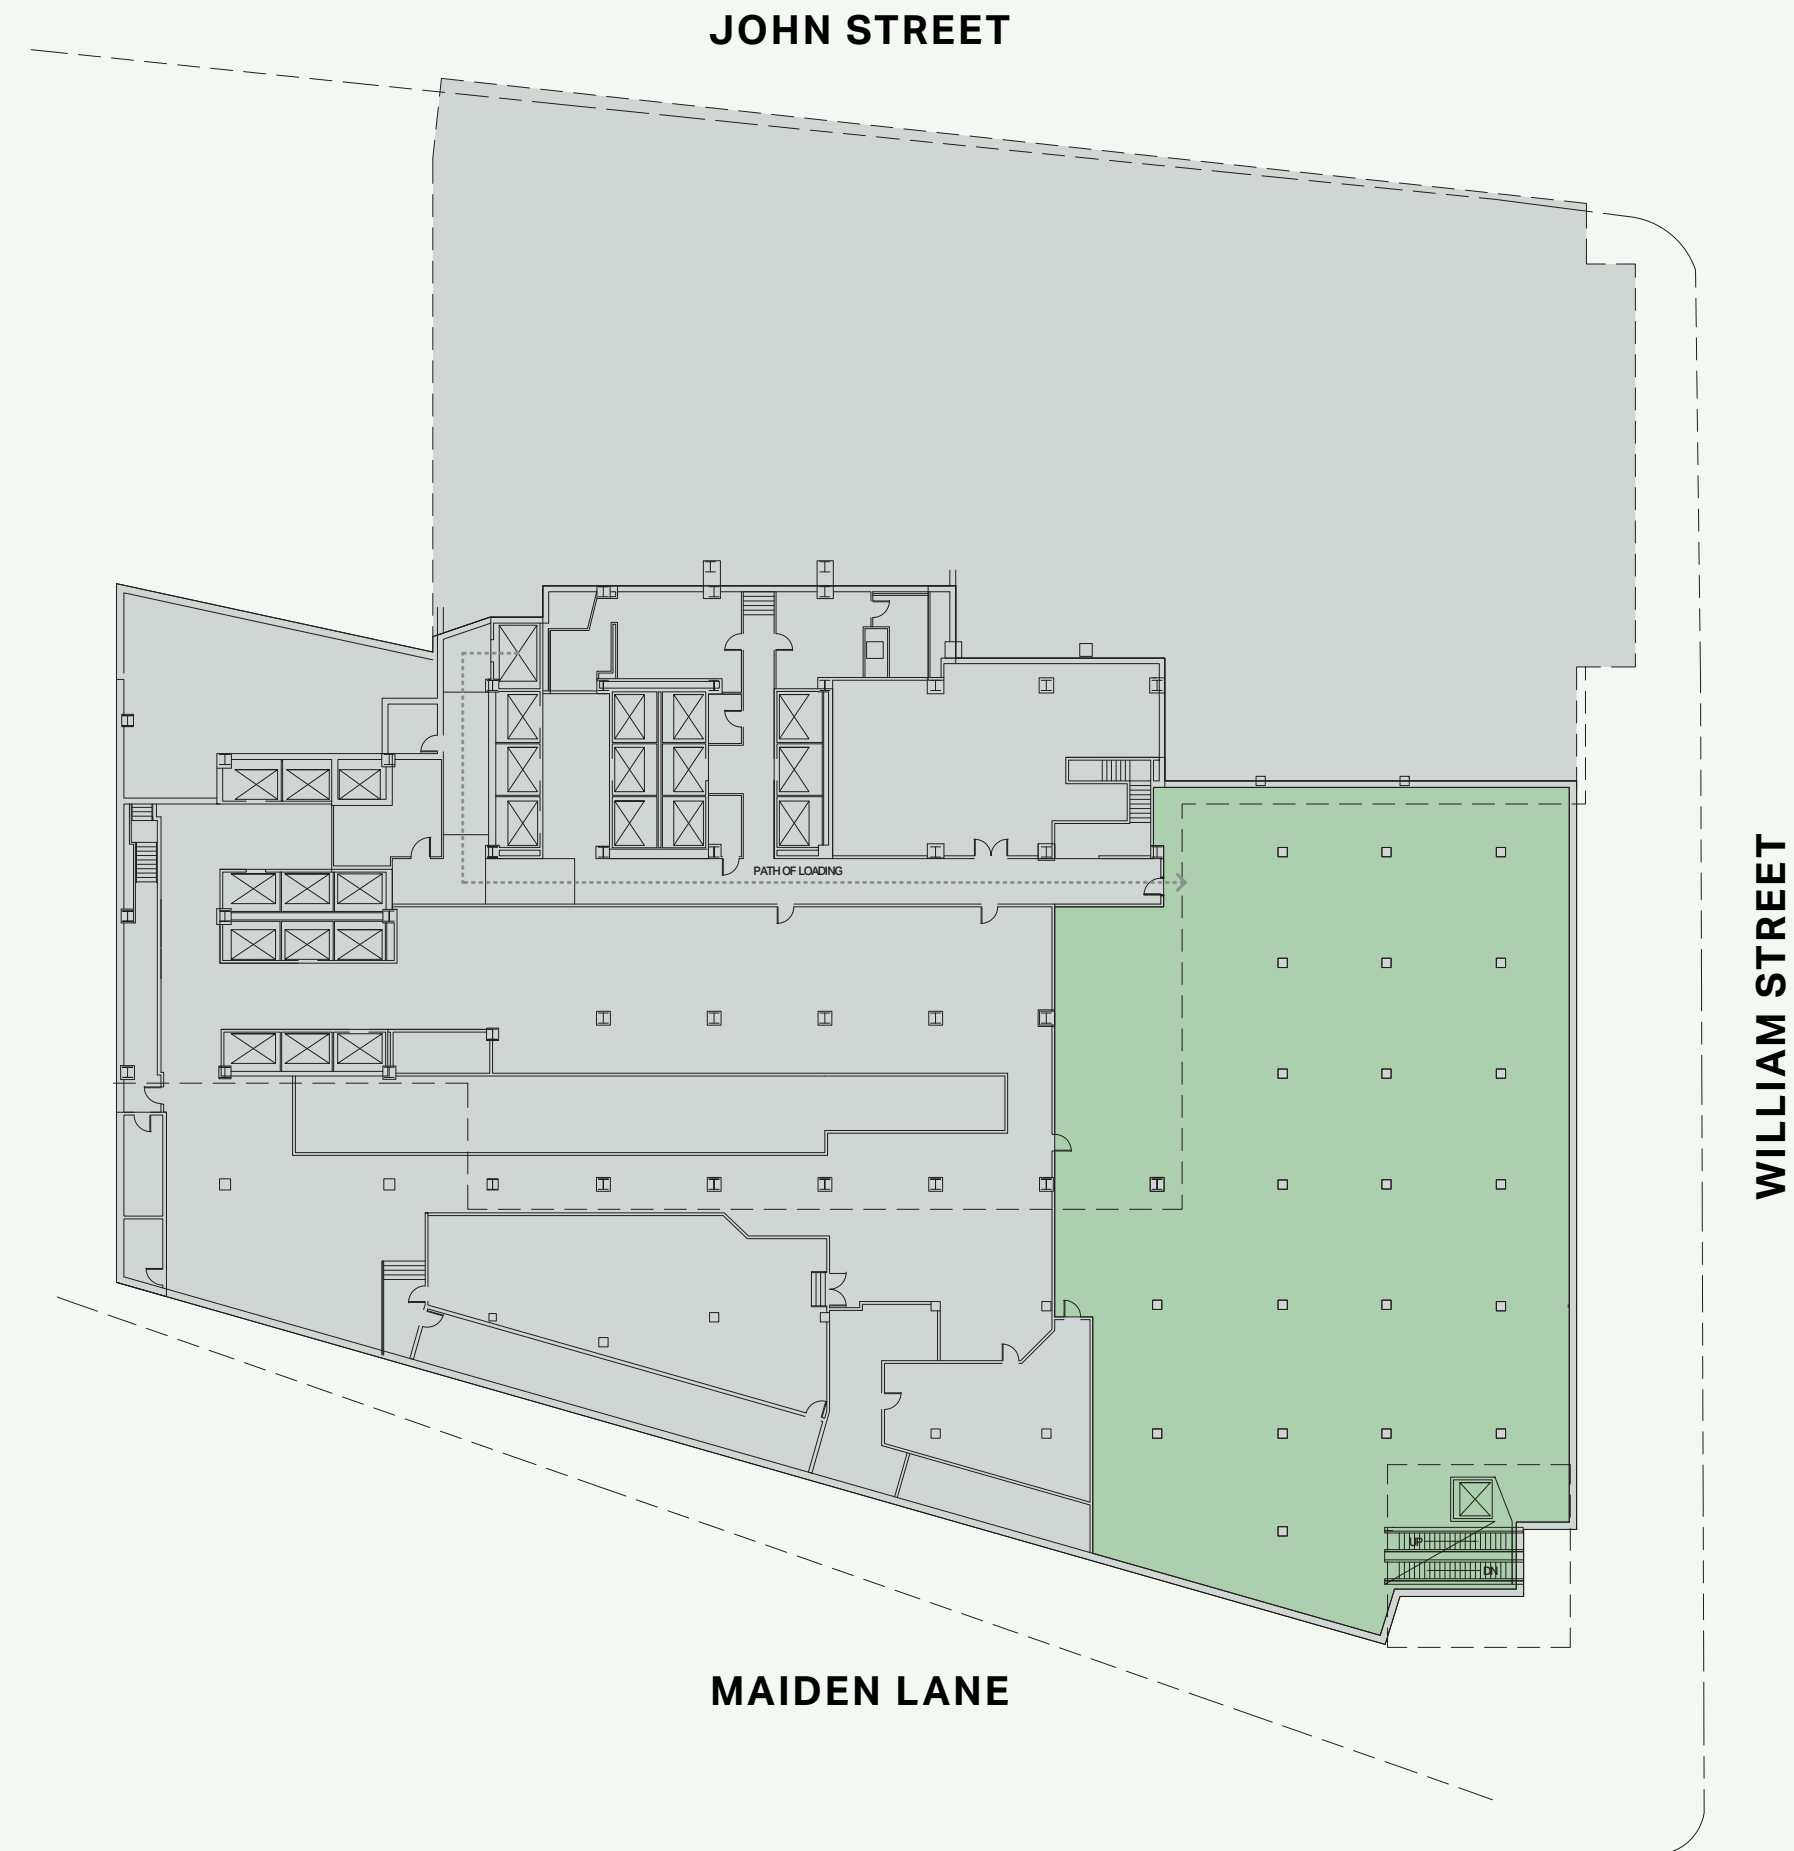 JOHN STREET
PATH OF LOADING
WILLIAM STREET
UP
DN
MAIDEN LANE